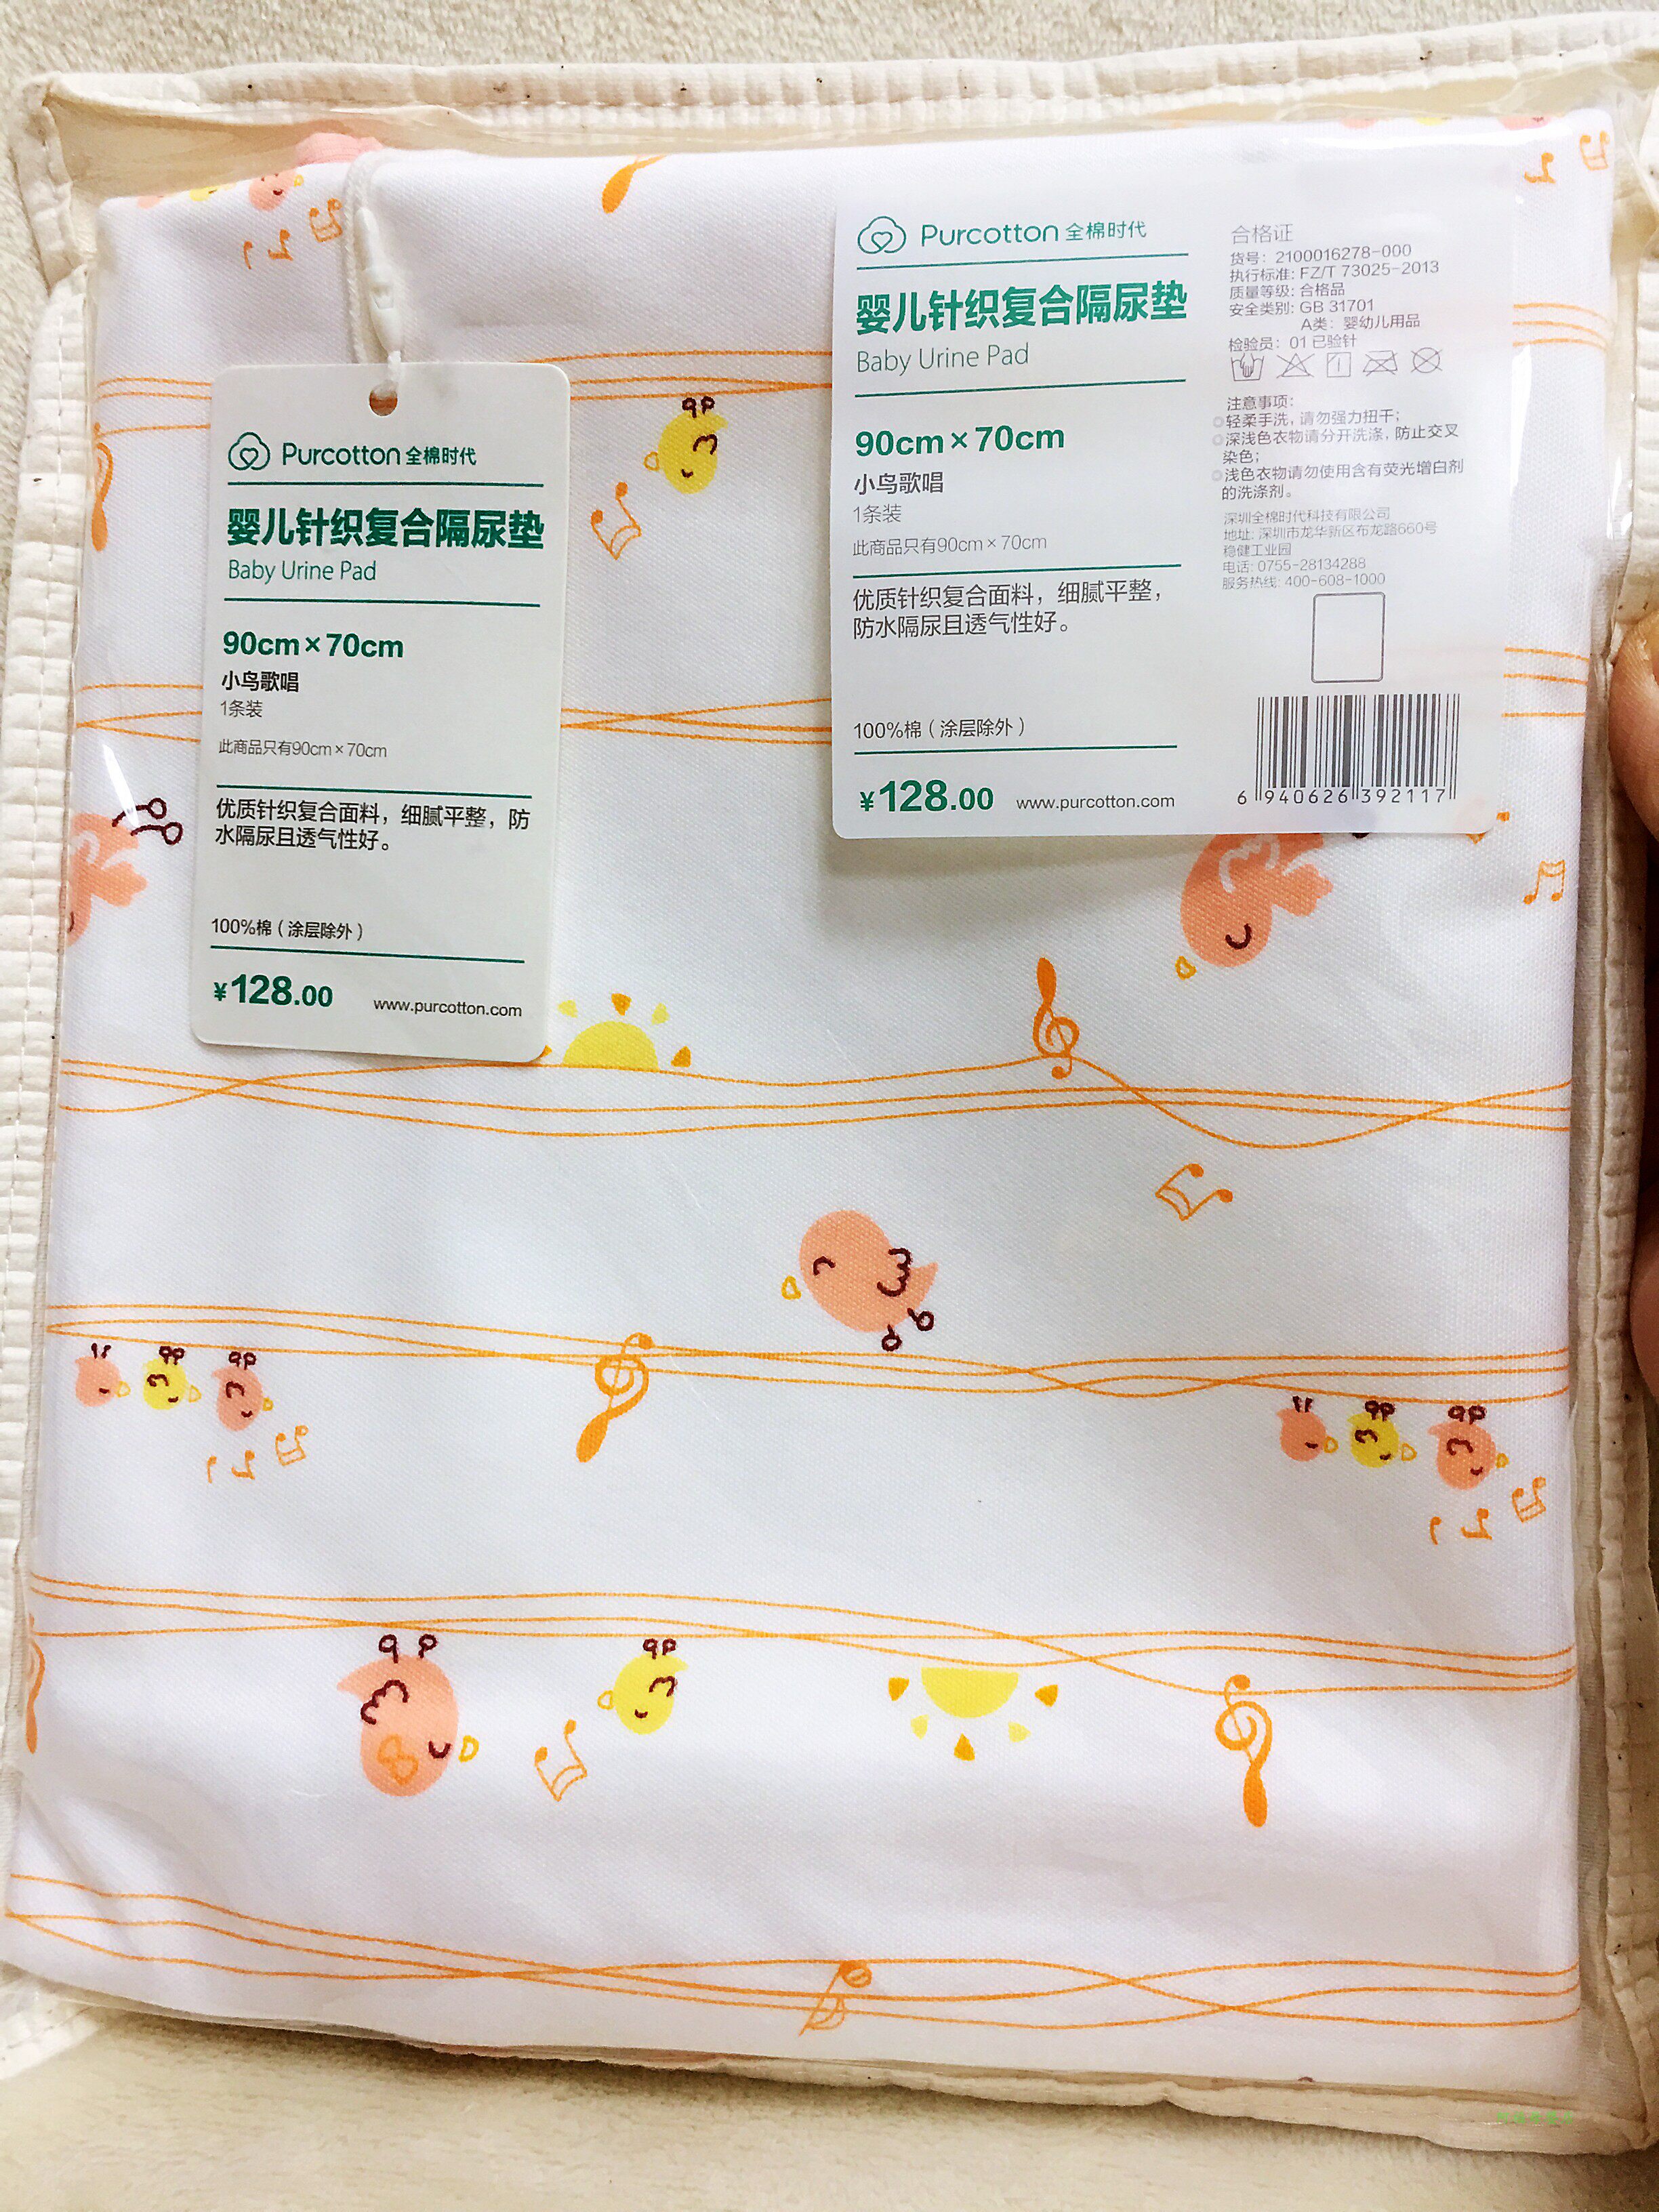 Purcotton 全棉时代
婴儿针织复合隔尿垫
Baby Urine Pad
90cm×70cm
小鸟歌唱
1条装
此商品只有90cm×70cm
优质针织复合面料，细腻平整，防
水隔尿且透气性好。
100%棉（涂层除外）
¥128.00 www.purcotton.com
Purcotton 全棉时代
婴儿针织复合隔尿垫
Baby Urine Pad
90cm×70cm
小鸟歌唱
1条装
此商品只有90cm×70cm
优质针织复合面料，细腻平整，
防水隔尿且透气性好。
100%棉（涂层除外）
¥128.00 www.purcotton.com
合格证
货号：2100016278-000
执行标准: FZ/T 73025-2013
质量等级: 合格品
安全类别: GB 31701
A类：婴幼儿用品
检验员：01 已验针
注意事项：
轻柔手洗, 请勿强力扭干；
深浅色衣物请分开洗涤, 防止交叉
染色；
浅色衣物请勿使用含有荧光增白剂
的洗涤剂。
深圳全棉时代科技有限公司
地址: 深圳市龙华新区布龙路660号
稳健工业园
电话: 0755-28134288
服务热线: 400-608-1000
6 940626 392117